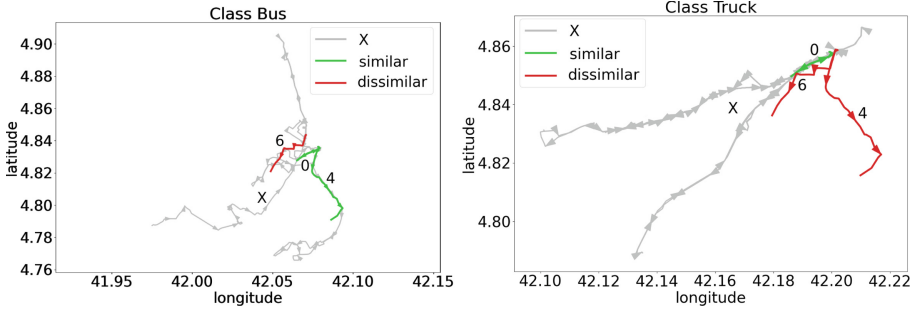 Class Bus
4.90
4.88
4.86
4.84
4.82
4.80
4.78
4.76
latitude
X
similar
dissimilar
6
0
4
X
41.95
42.00
42.05
42.10
42.15
longitude
Class Truck
4.86
4.84
4.82
4.80
latitude
X
similar
dissimilar
0
6
4
X
42.10
42.12
42.14
42.16
42.18
42.20
42.22
longitude